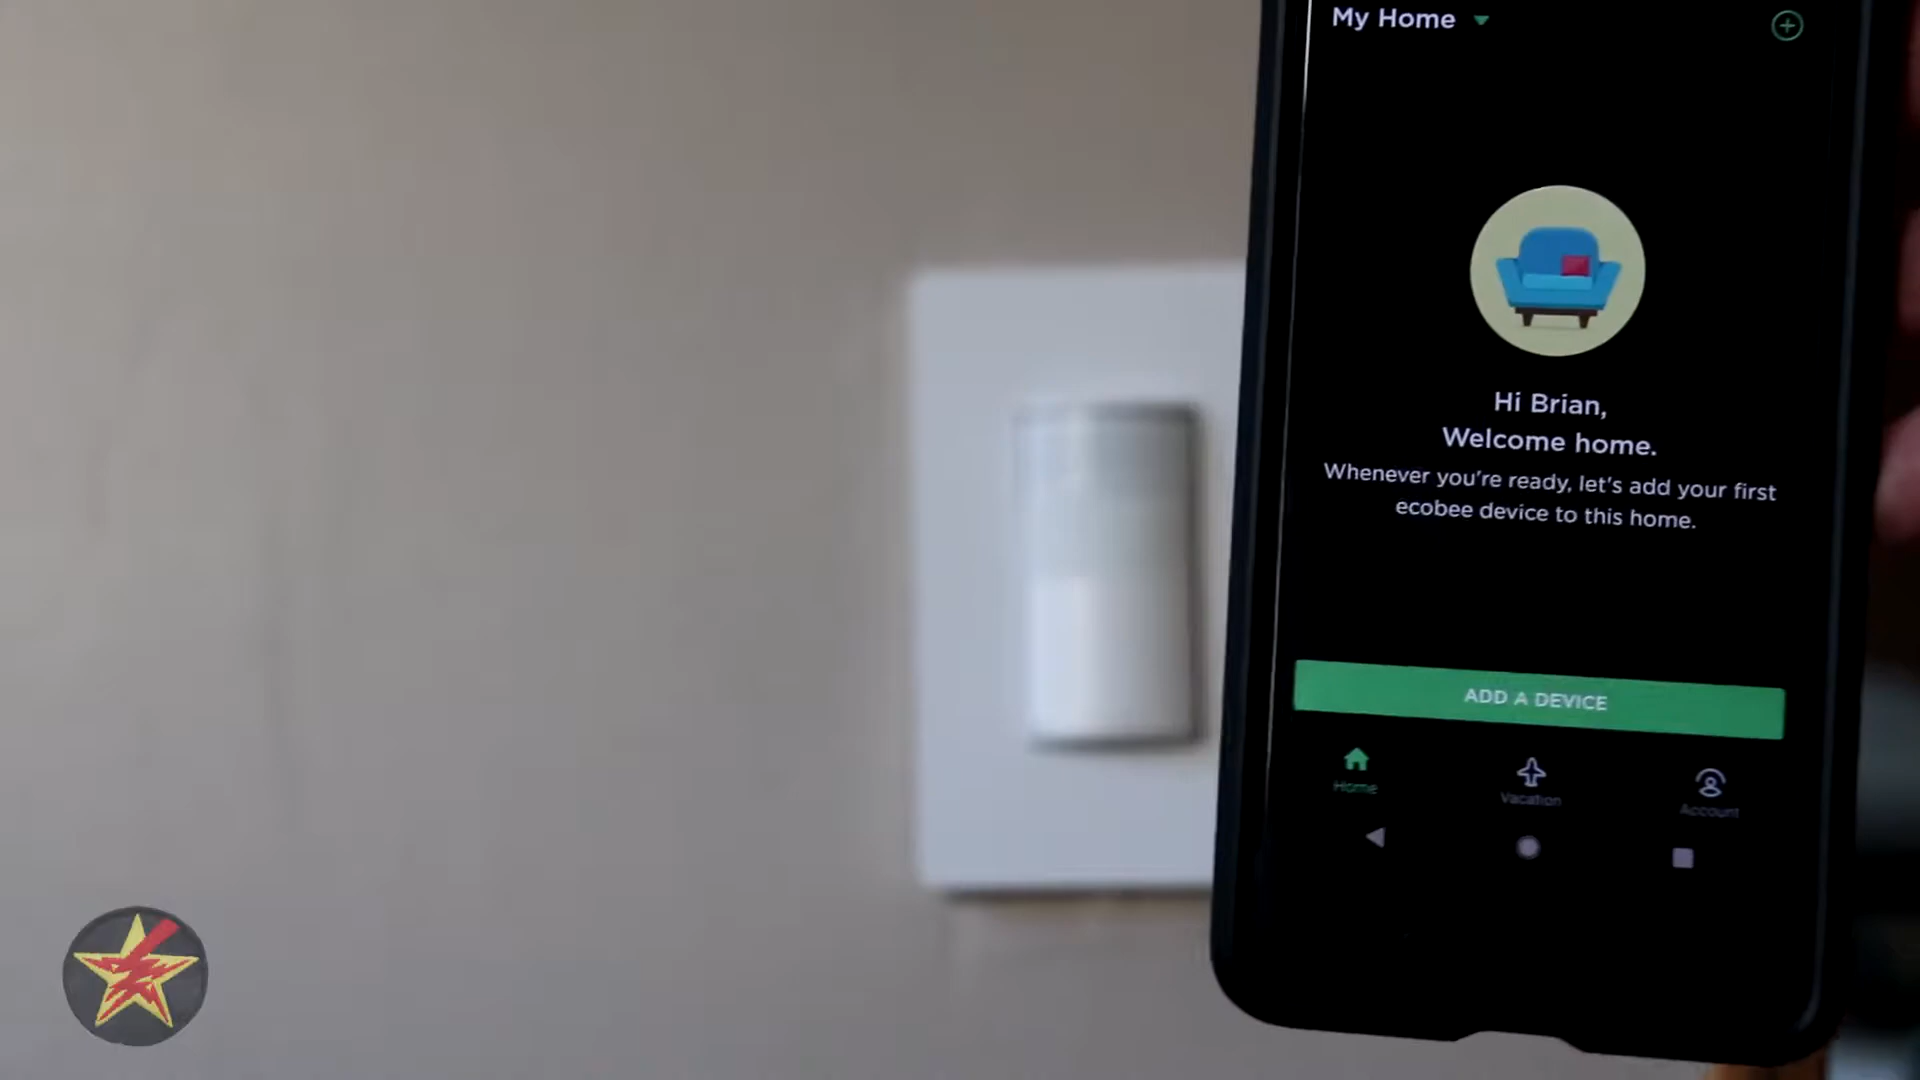 My Home
Hi Brian,
Welcome home.
Whenever you're ready, let's add your first
ecobee device to this home.
ADD A DEVICE
Home
Vacation
Account